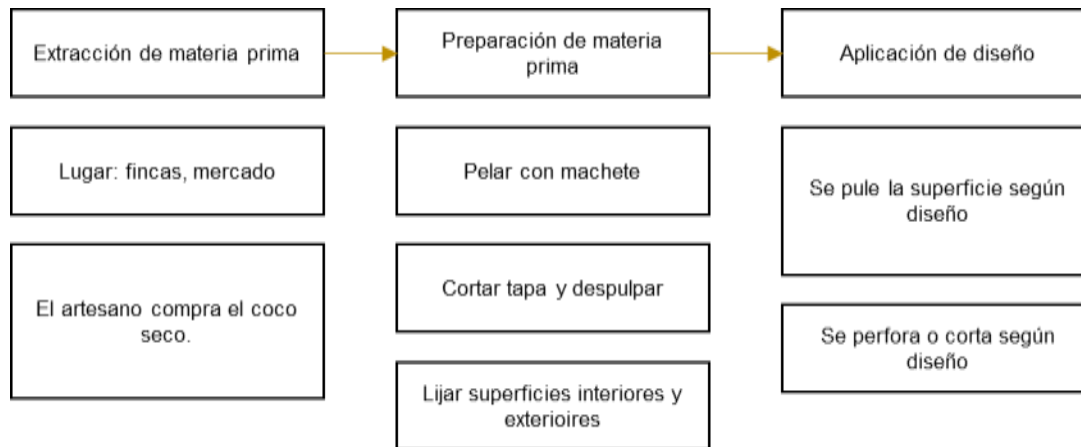 Extracción de materia prima
Preparación de materia
prima
Aplicación de diseño
Lugar: fincas, mercado
Pelar con machete
Se pule la superficie según
diseño
El artesano compra el coco
seco.
Cortar tapa y despulpar
Se perfora o corta según
diseño
Lijar superficies interiores y
exterioires